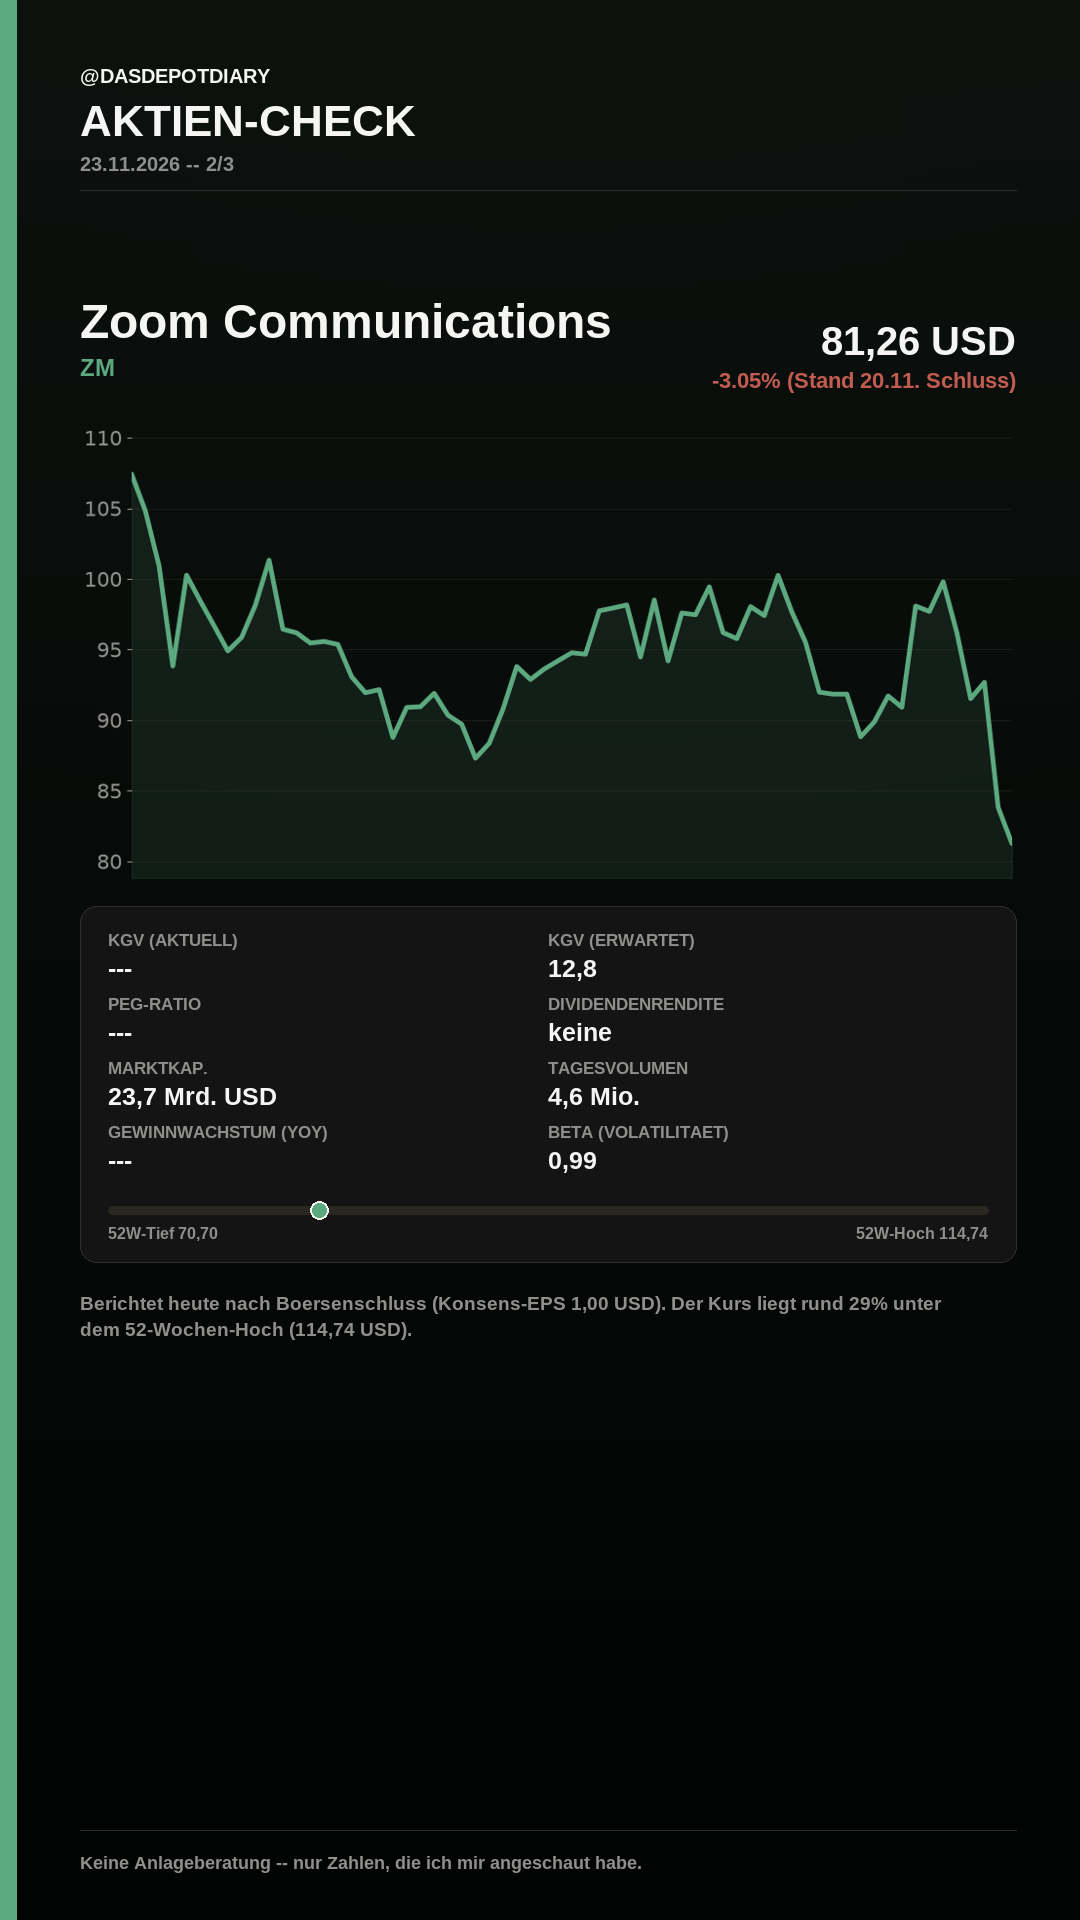 @DASDEPOTDIARY
AKTIEN-CHECK
23.11.2026 -- 2/3
Zoom Communications
ZM
81,26 USD
-3.05% (Stand 20.11. Schluss)
110
105
100
95
90
85
80
KGV (AKTUELL)
---
KGV (ERWARTET)
12,8
PEG-RATIO
---
DIVIDENDENRENDITE
keine
MARKTKAP.
23,7 Mrd. USD
TAGESVOLUMEN
4,6 Mio.
GEWINNWACHSTUM (YOY)
---
BETA (VOLATILITAET)
0,99
52W-Tief 70,70
52W-Hoch 114,74
Berichtet heute nach Boersenschluss (Konsens-EPS 1,00 USD). Der Kurs liegt rund 29% unter
dem 52-Wochen-Hoch (114,74 USD).
Keine Anlageberatung -- nur Zahlen, die ich mir angeschaut habe.